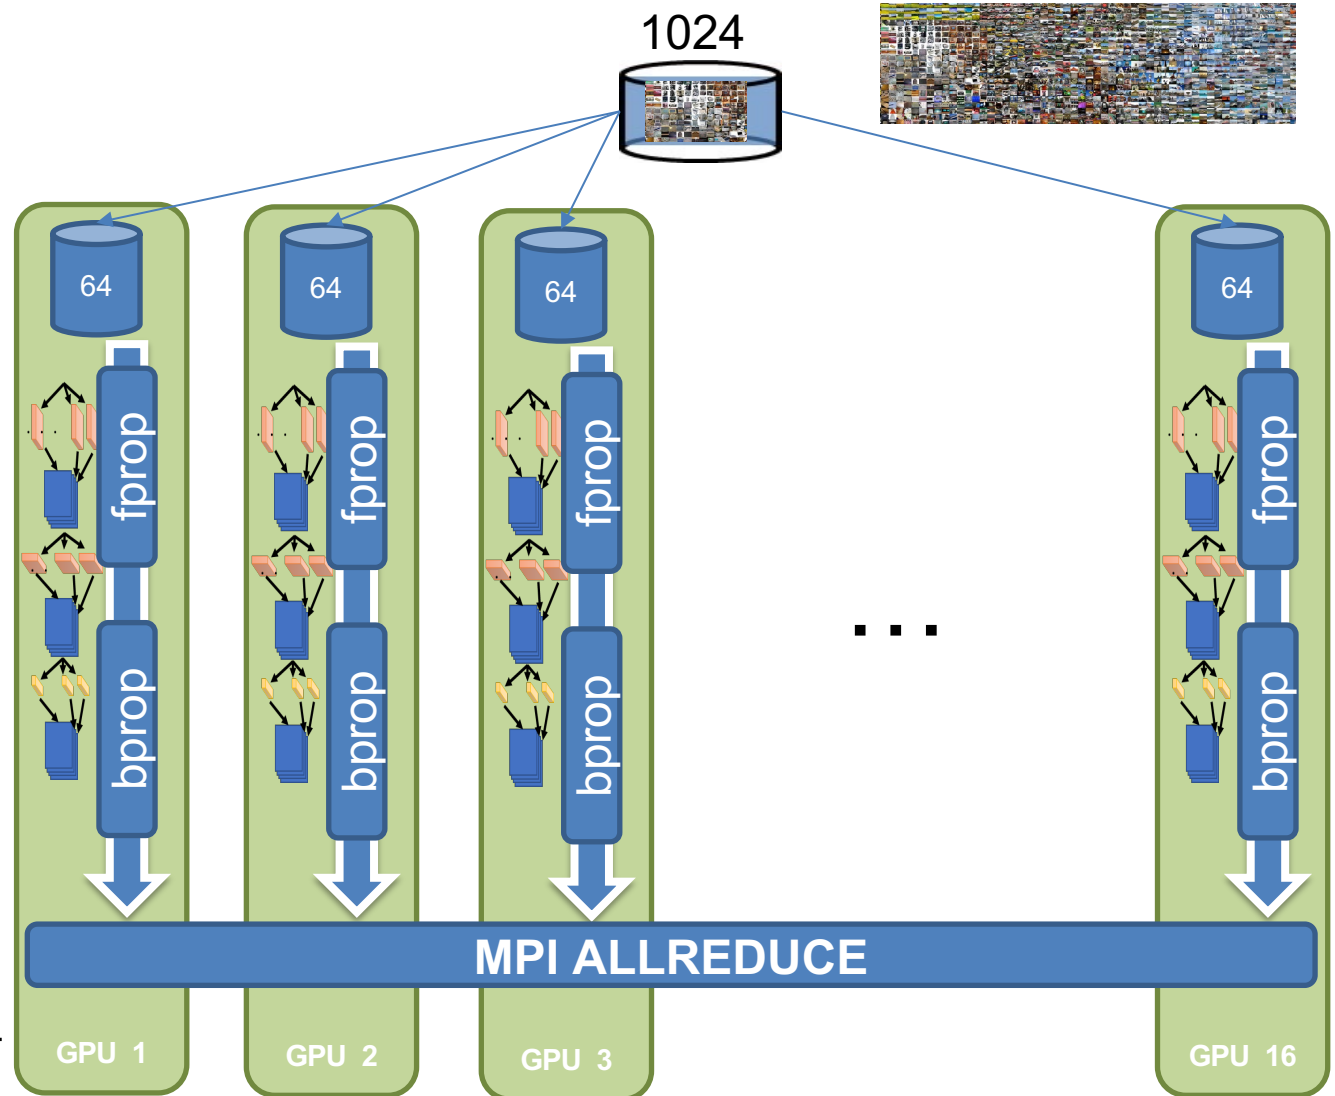 1024
64
64
64
64
fprop
fprop
fprop
fprop
. . .
bprop
bprop
bprop
bprop
MPI ALLREDUCE
GPU 1
GPU 2
GPU 3
GPU 16